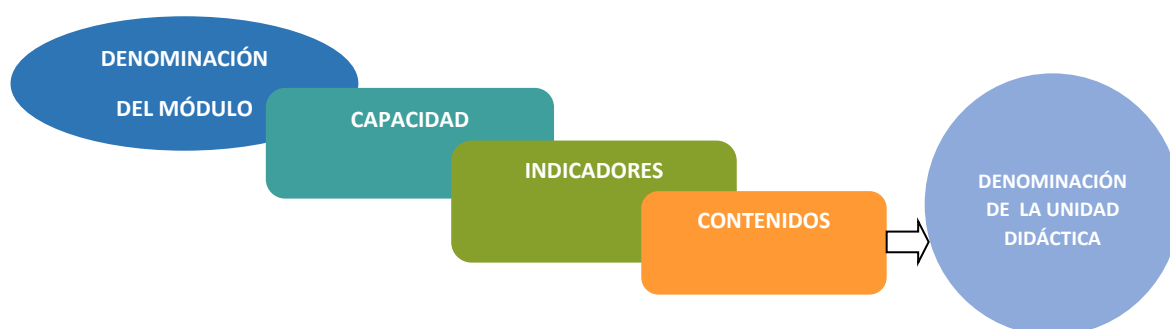 DENOMINACIÓN
DEL MÓDULO
CAPACIDAD
INDICADORES
CONTENIDOS
DENOMINACIÓN
DE LA UNIDAD
DIDÁCTICA